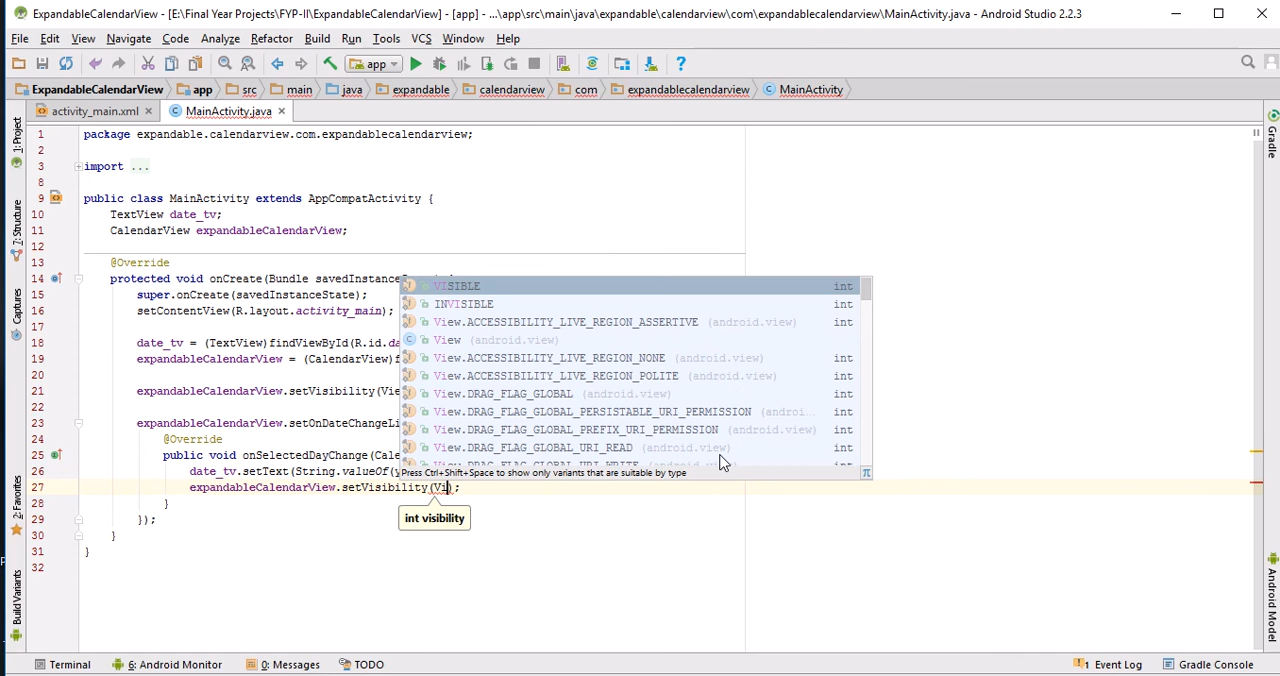 ExpandableCalendarView - [E:\Final Year Projects\FYP-II\ExpandableCalendarView] - [app] - ...\app\src\main\java\expandable\calendarview\com\expandablecalendarview\MainActivity.java - Android Studio 2.2.3
File Edit View Navigate Code Analyze Refactor Build Run Tools VCS Window Help
app
ExpandableCalendarView app src main java expandable calendarview com expandablecalendarview MainActivity
activity_main.xml MainActivity.java
1 package expandable.calendarview.com.expandablecalendarview;
2
3 import ...
8
9 public class MainActivity extends AppCompatActivity {
10 TextView date_tv;
11 CalendarView expandableCalendarView;
12
13 @Override
14 protected void onCreate(Bundle
15 super.onCreate(savedInstanceState);
16 setContentView(R.layout.activity_main);
17
18 date_tv = (TextView)findViewById(R.id.da
19 expandableCalendarView = (CalendarView)f
20
21 expandableCalendarView.setVisibility(Vie
22
23 expandableCalendarView.setOnDateChangeLi
24 @Override
25 public void onSelectedDayChange(Cal
26 date_tv.setText(String.valueOf(
27 expandableCalendarView.setVisibility(Vi);
28 }
29 });
30 }
31 }
32
VISIBLE int
INVISIBLE int
View.ACCESSIBILITY_LIVE_REGION_ASSERTIVE (android.view) int
View (android.view)
View.ACCESSIBILITY_LIVE_REGION_NONE (android.view) int
View.ACCESSIBILITY_LIVE_REGION_POLITE (android.view) int
View.DRAG_FLAG_GLOBAL (android.view) int
View.DRAG_FLAG_GLOBAL_PERSISTABLE_URI_PERMISSION (androi... int
View.DRAG_FLAG_GLOBAL_PREFIX_URI_PERMISSION (android.view) int
View.DRAG_FLAG_GLOBAL_URI_READ (android.view) int
View.DRAG_FLAG_GLOBAL_URI_WRITE (android.view) int
Press Ctrl+Shift+Space to show only variants that are suitable by type
int visibility
1: Project
7: Structure
Captures
2: Favorites
Build Variants
Gradle
Android Model
Terminal 6: Android Monitor 0: Messages TODO 1 Event Log Gradle Console